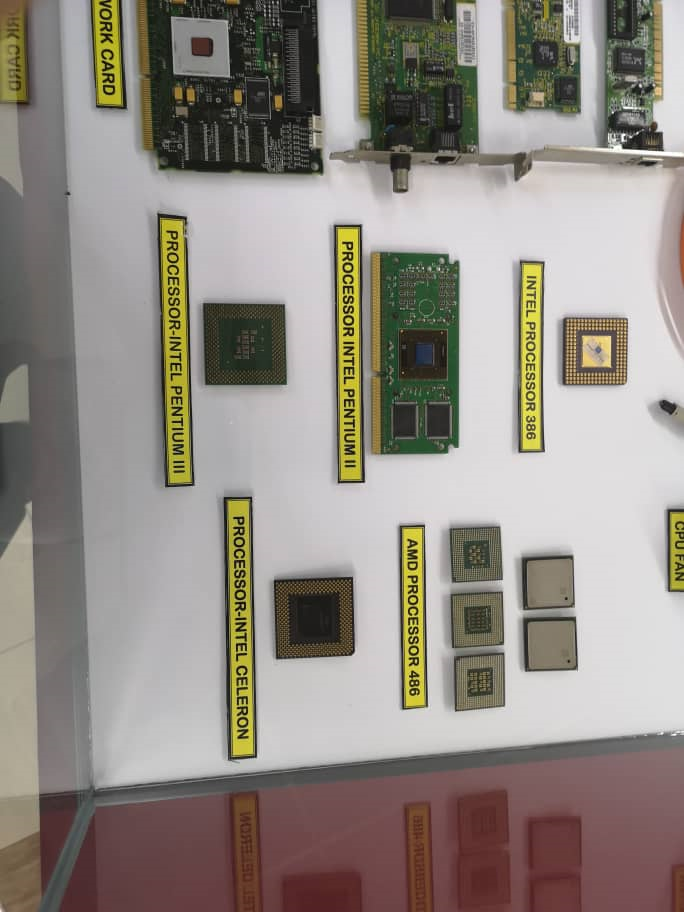 WORK CARD
PROCESSOR-INTEL PENTIUM III
PROCESSOR INTEL PENTIUM II
INTEL PROCESSOR 386
PROCESSOR-INTEL CELERON
AMD PROCESSOR 486
CPU FAN